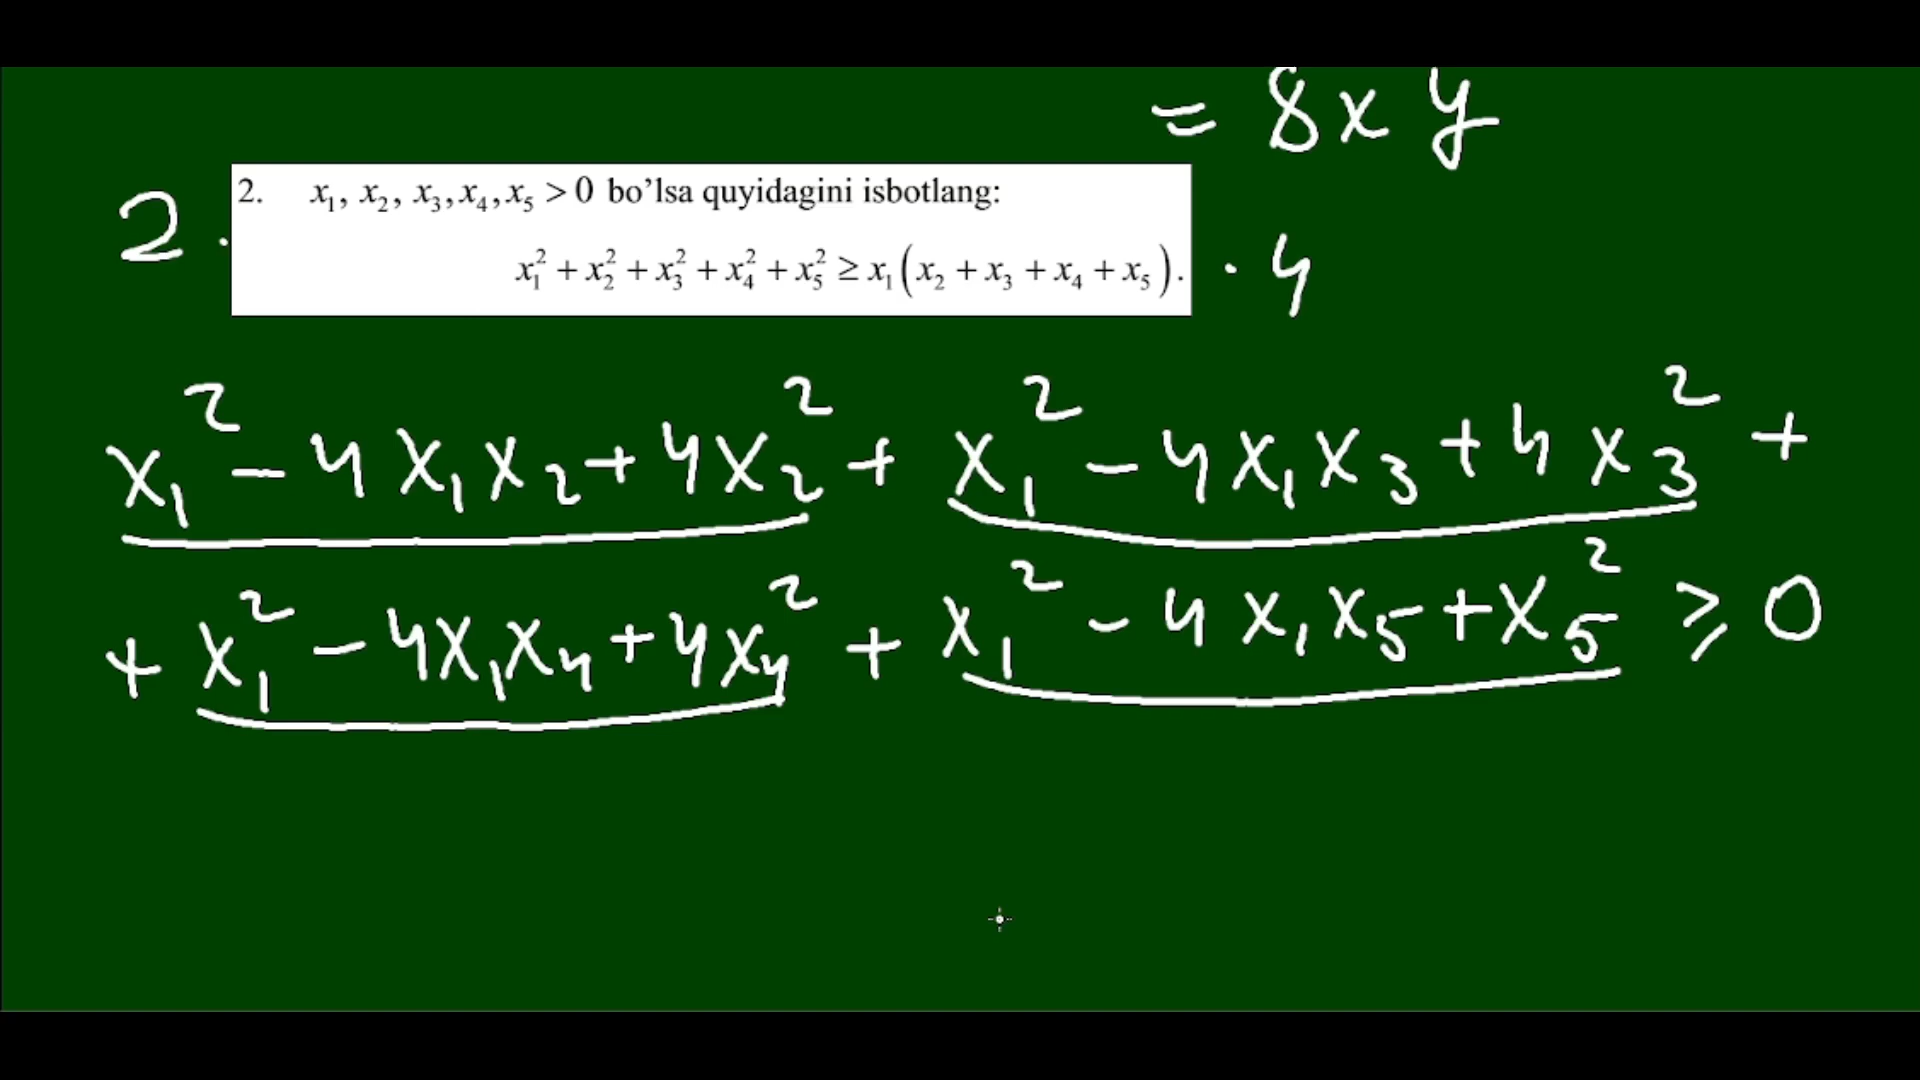 = 8xy
2.
2. x₁, x₂, x₃, x₄, x₅ > 0 bo’lsa quyidagini isbotlang:
x₁² + x₂² + x₃² + x₄² + x₅² ≥ x₁(x₂ + x₃ + x₄ + x₅). · 4
x₁² − 4x₁x₂ + 4x₂² + x₁² − 4x₁x₃ + 4x₃² +
+ x₁² − 4x₁x₄ + 4x₄² + x₁² − 4x₁x₅ + x₅² ≥ 0